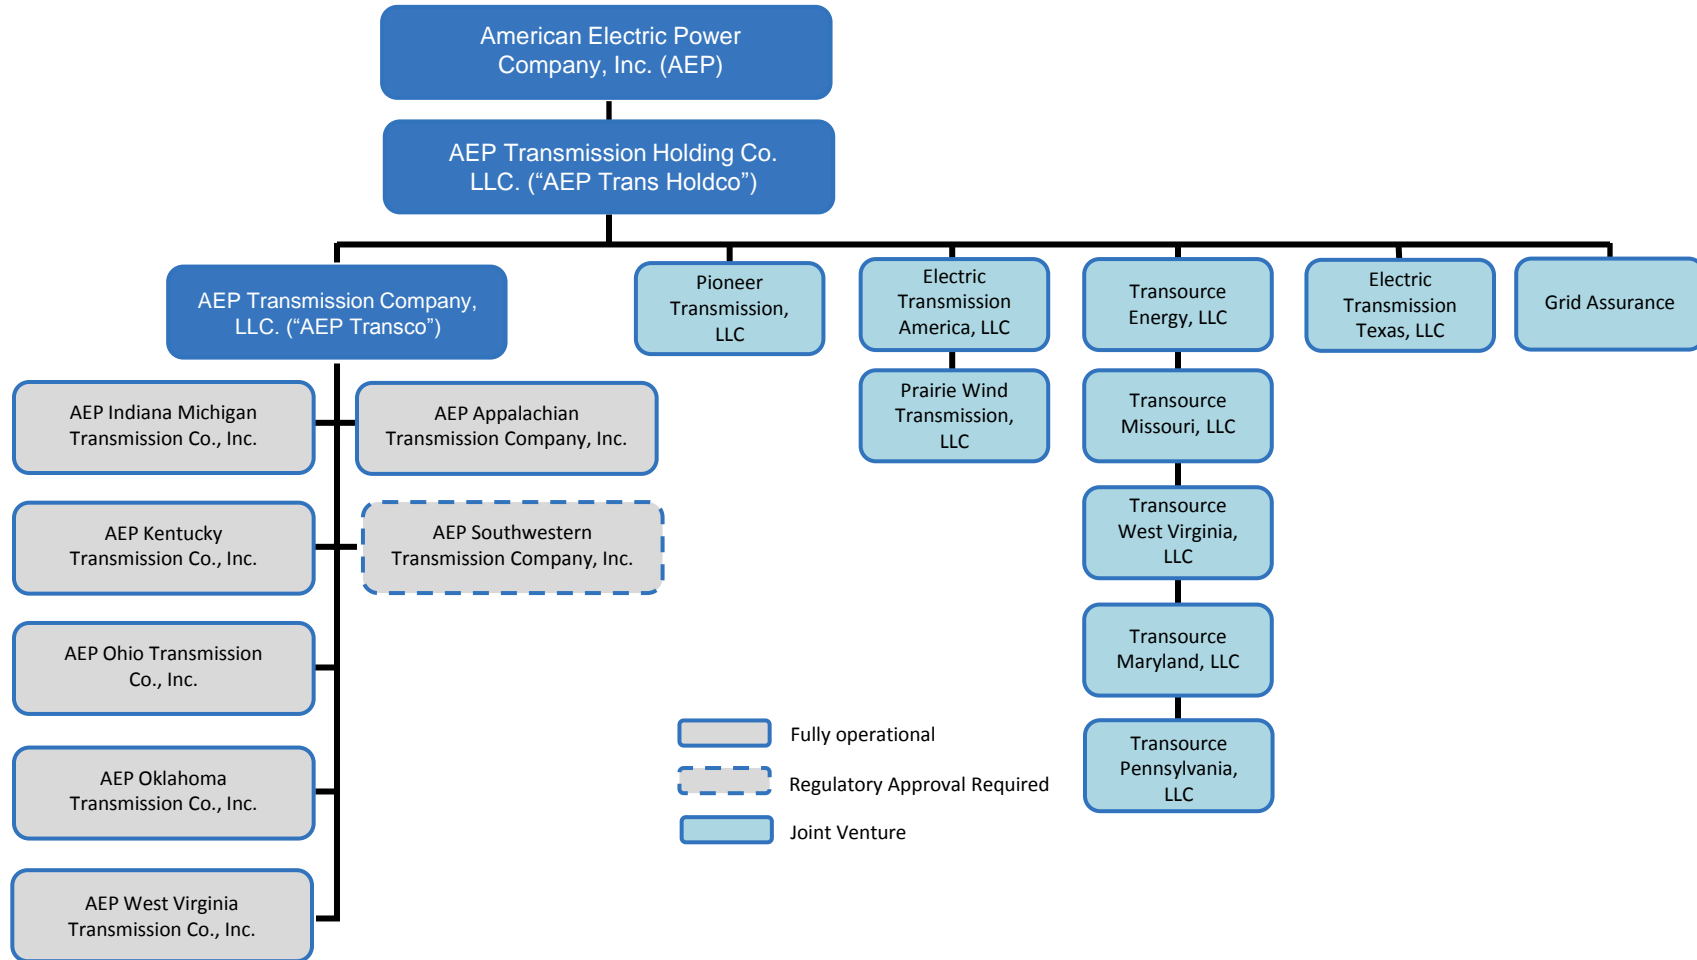 American Electric Power
Company, Inc. (AEP)
AEP Transmission Holding Co.
LLC. (“AEP Trans Holdco”)
AEP Transmission Company,
LLC. (“AEP Transco”)
Pioneer
Transmission,
LLC
Electric
Transmission
America, LLC
Transource
Energy, LLC
Electric
Transmission
Texas, LLC
Grid Assurance
AEP Indiana Michigan
Transmission Co., Inc.
AEP Appalachian
Transmission Company, Inc.
Prairie Wind
Transmission,
LLC
Transource
Missouri, LLC
AEP Kentucky
Transmission Co., Inc.
AEP Southwestern
Transmission Company, Inc.
Transource
West Virginia,
LLC
AEP Ohio Transmission
Co., Inc.
Transource
Maryland, LLC
AEP Oklahoma
Transmission Co., Inc.
Transource
Pennsylvania,
LLC
AEP West Virginia
Transmission Co., Inc.
Fully operational
Regulatory Approval Required
Joint Venture